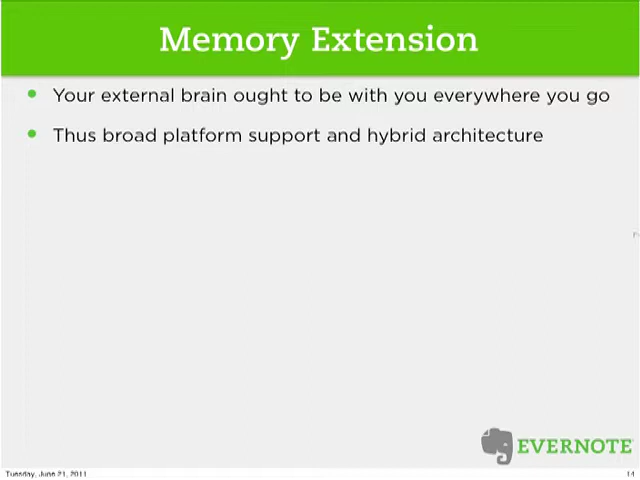 Memory Extension
Your external brain ought to be with you everywhere you go
Thus broad platform support and hybrid architecture
EVERNOTE
Tuesday, June 21, 2011
14